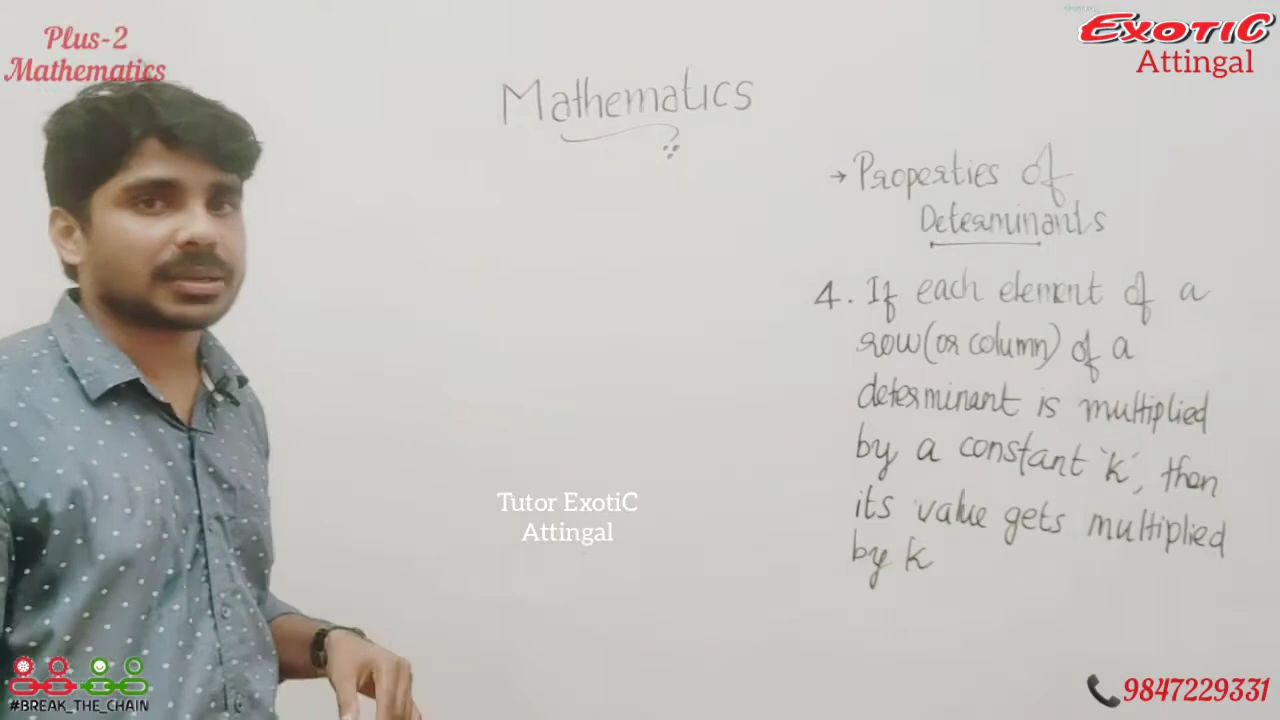 Plus-2
Mathematics
EXOTIC
Attingal
Mathematics
→ Properties of
Determinants
4. If each element of a
row (or column) of a
determinant is multiplied
by a constant 'k', then
its value gets multiplied
by k
Tutor ExotiC
Attingal
#BREAK_THE_CHAIN
9847229331